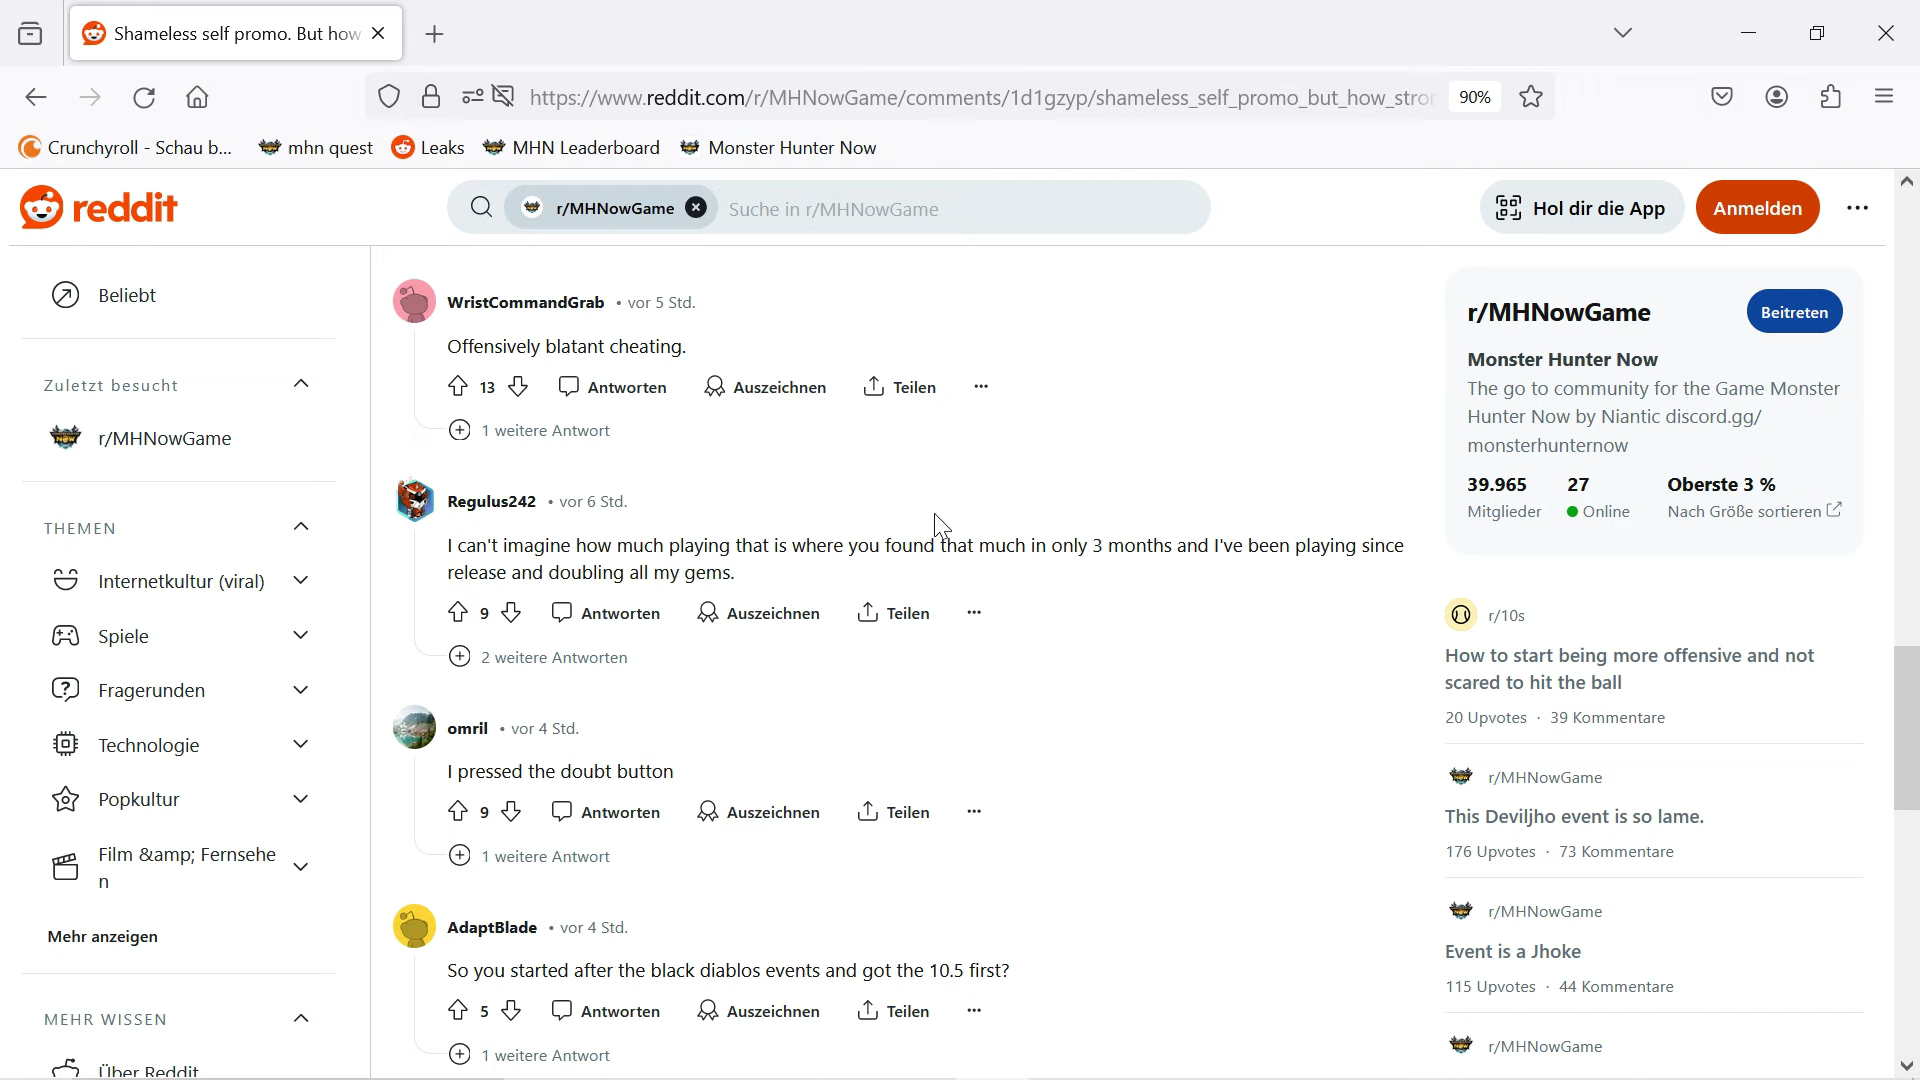 Shameless self promo. But how
https://www.reddit.com/r/MHNowGame/comments/1d1gzyp/shameless_self_promo_but_how_stror
90%
Crunchyroll - Schau b...
mhn quest
Leaks
MHN Leaderboard
Monster Hunter Now
reddit
r/MHNowGame
Suche in r/MHNowGame
Hol dir die App
Anmelden
Beliebt
Zuletzt besucht
r/MHNowGame
THEMEN
Internetkultur (viral)
Spiele
Fragerunden
Technologie
Popkultur
Film &amp; Fernsehe
n
Mehr anzeigen
MEHR WISSEN
Über Reddit
WristCommandGrab • vor 5 Std.
Offensively blatant cheating.
13 Antworten Auszeichnen Teilen
1 weitere Antwort
Regulus242 • vor 6 Std.
I can't imagine how much playing that is where you found that much in only 3 months and I've been playing since
release and doubling all my gems.
9 Antworten Auszeichnen Teilen
2 weitere Antworten
omril • vor 4 Std.
I pressed the doubt button
9 Antworten Auszeichnen Teilen
1 weitere Antwort
AdaptBlade • vor 4 Std.
So you started after the black diablos events and got the 10.5 first?
5 Antworten Auszeichnen Teilen
1 weitere Antwort
r/MHNowGame
Beitreten
Monster Hunter Now
The go to community for the Game Monster
Hunter Now by Niantic discord.gg/
monsterhunternow
39.965 27 Oberste 3 %
Mitglieder Online Nach Größe sortieren
r/10s
How to start being more offensive and not
scared to hit the ball
20 Upvotes · 39 Kommentare
r/MHNowGame
This Deviljho event is so lame.
176 Upvotes · 73 Kommentare
r/MHNowGame
Event is a Jhoke
115 Upvotes · 44 Kommentare
r/MHNowGame